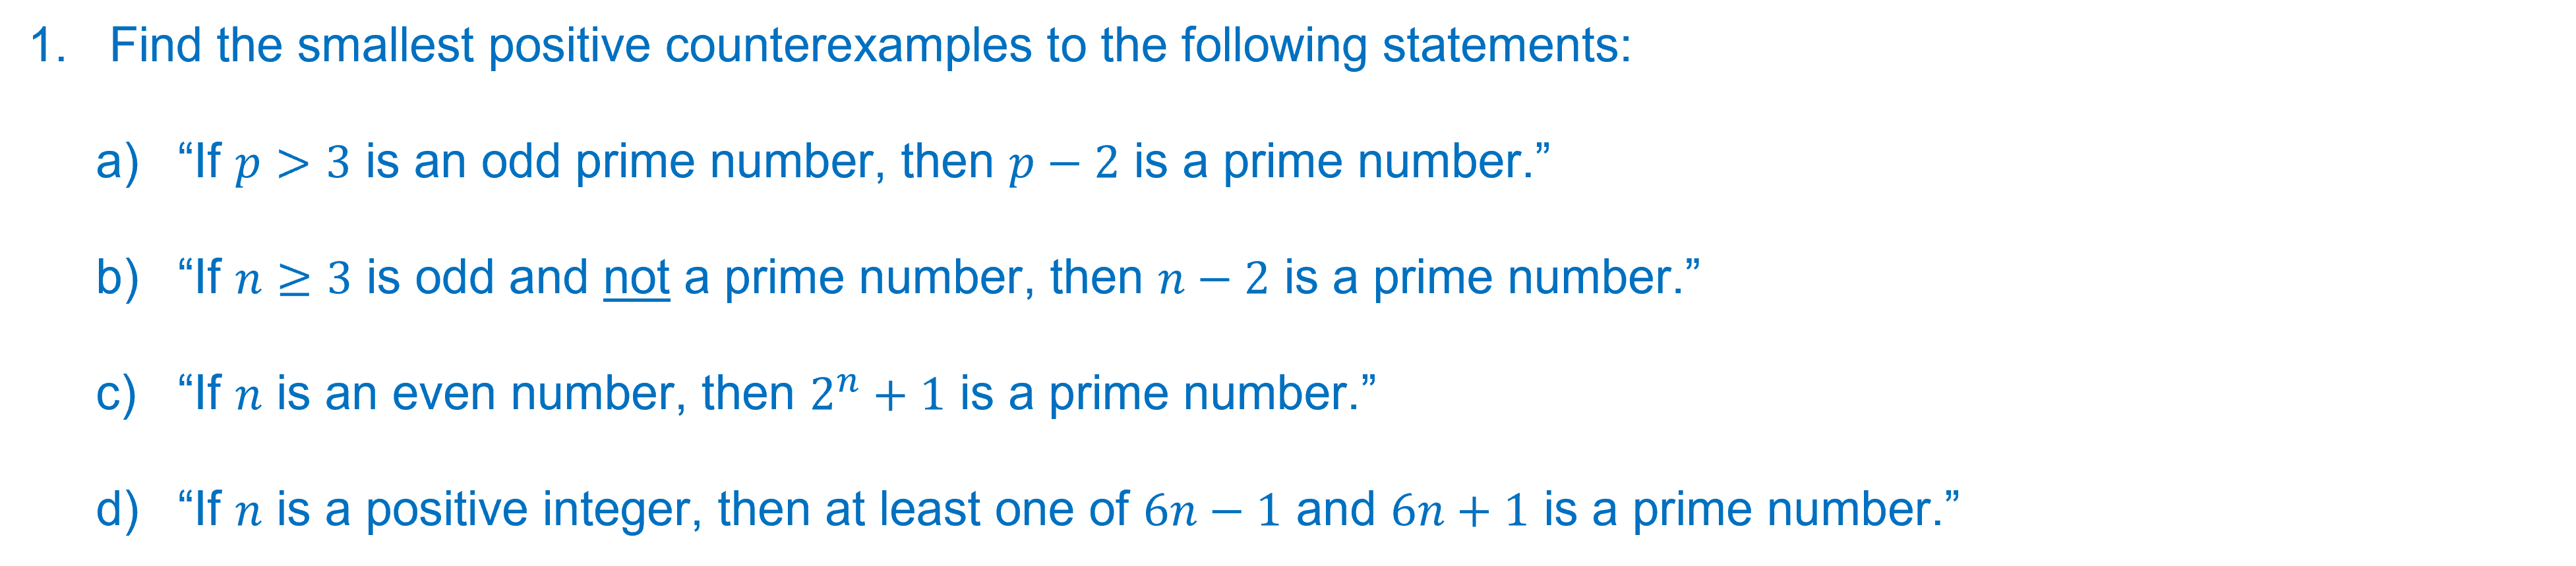 1. Find the smallest positive counterexamples to the following statements:
a) “If p > 3 is an odd prime number, then p − 2 is a prime number.”
b) “If n ≥ 3 is odd and not a prime number, then n − 2 is a prime number.”
c) “If n is an even number, then 2ⁿ + 1 is a prime number.”
d) “If n is a positive integer, then at least one of 6n − 1 and 6n + 1 is a prime number.”